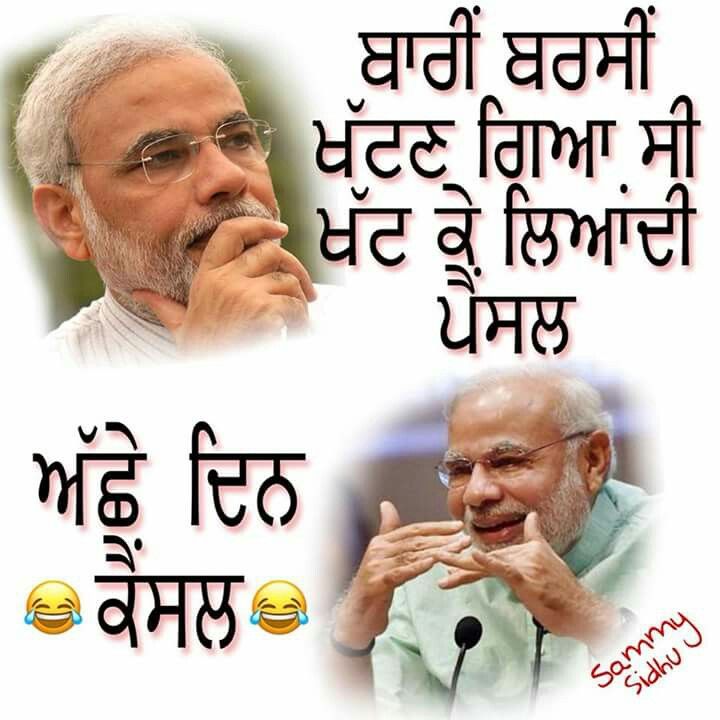 ਬਾਰੀਂ ਬਰਸੀਂ
ਖੱਟਣ ਗਿਆ ਸੀ
ਖੱਟ ਕੇ ਲਿਆਂਦੀ
ਪੈਂਸਲ
ਅੱਛੇ ਦਿਨ
😂ਕੈਂਸਲ😂
Sammy
Sidhu